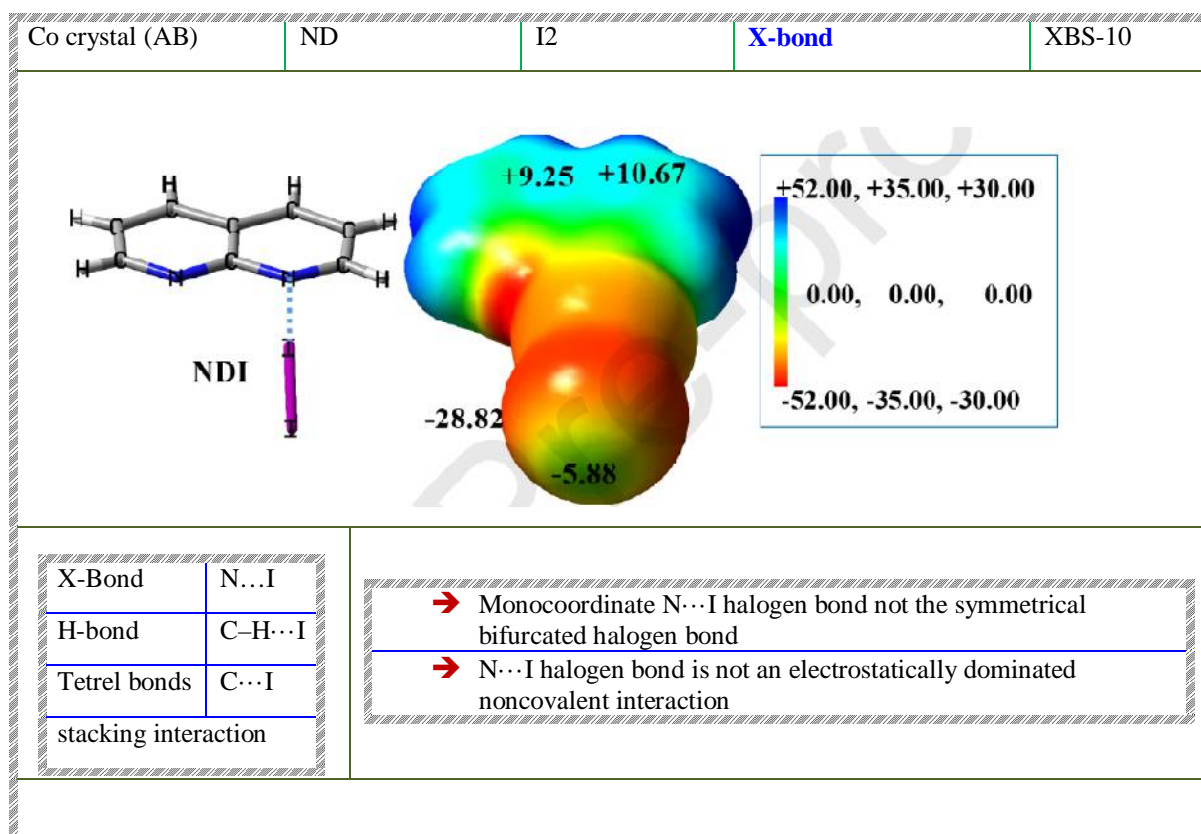 Co crystal (AB) ND I2 X-bond XBS-10
+9.25 +10.67
H H
H H
H H
NDI
-28.82
-5.88
+52.00, +35.00, +30.00
0.00, 0.00, 0.00
-52.00, -35.00, -30.00
X-Bond N…I
H-bond C–H···I
Tetrel bonds C···I
stacking interaction
➔ Monocoordinate N···I halogen bond not the symmetrical
bifurcated halogen bond
➔ N···I halogen bond is not an electrostatically dominated
noncovalent interaction